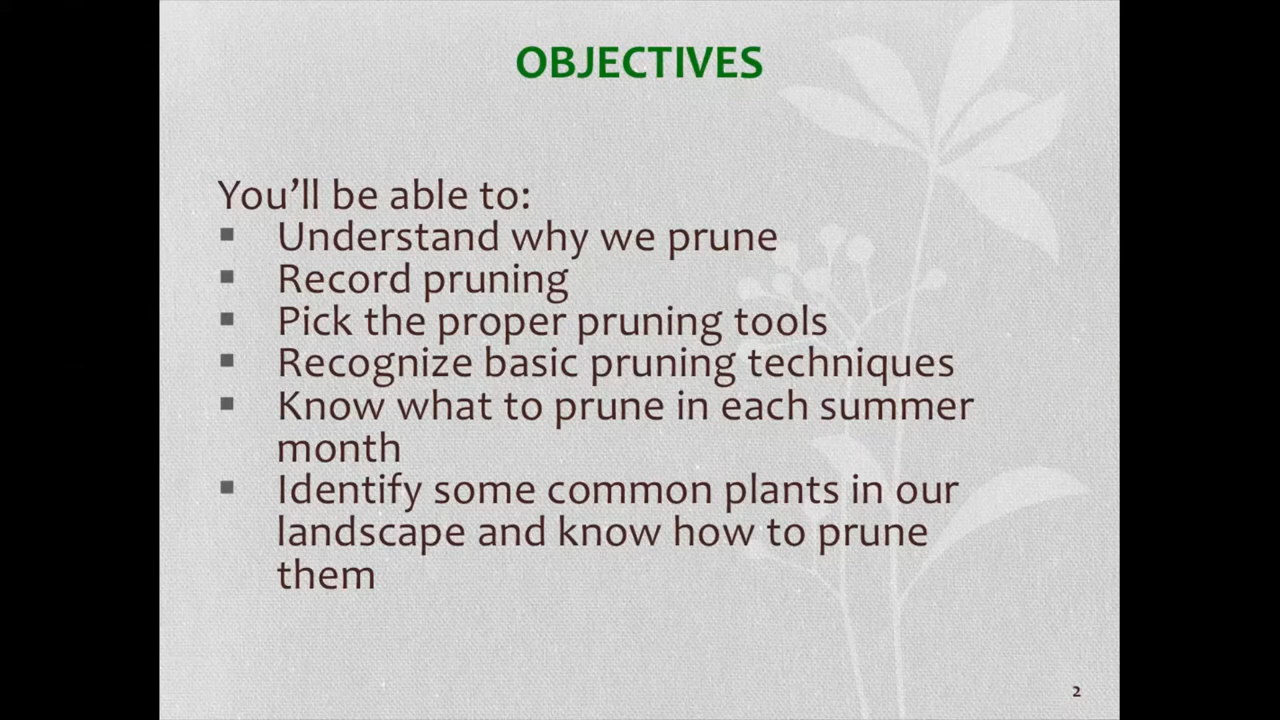 OBJECTIVES
You’ll be able to:
▪ Understand why we prune
▪ Record pruning
▪ Pick the proper pruning tools
▪ Recognize basic pruning techniques
▪ Know what to prune in each summer
month
▪ Identify some common plants in our
landscape and know how to prune
them
2